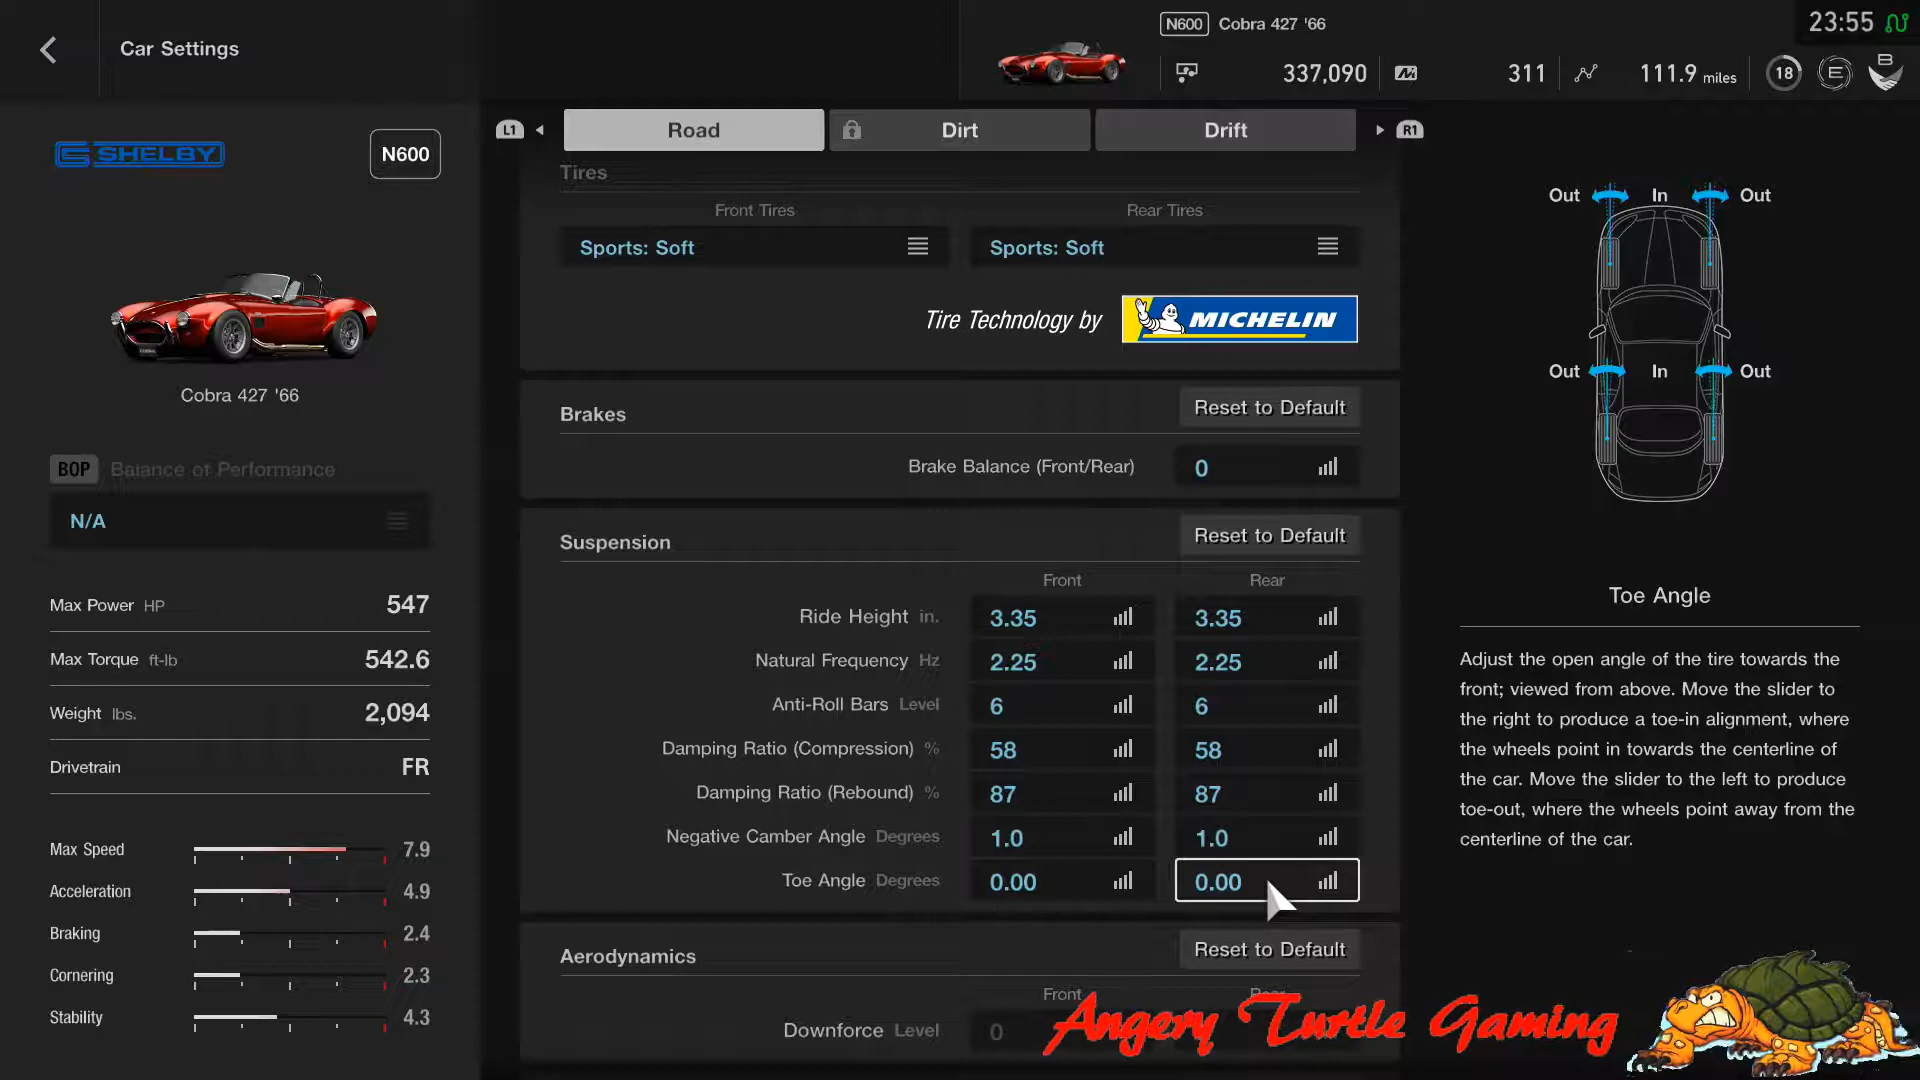 Car Settings
N600 Cobra 427 '66
337,090
311
111.9 miles
18
E
B
23:55
SHELBY
N600
Cobra 427 '66
BOP Balance of Performance
N/A
Max Power HP 547
Max Torque ft-lb 542.6
Weight lbs. 2,094
Drivetrain FR
Max Speed 7.9
Acceleration 4.9
Braking 2.4
Cornering 2.3
Stability 4.3
L1 Road Dirt Drift R1
Tires
Front Tires Rear Tires
Sports: Soft Sports: Soft
Tire Technology by MICHELIN
Brakes Reset to Default
Brake Balance (Front/Rear) 0
Suspension Reset to Default
Front Rear
Ride Height in. 3.35 3.35
Natural Frequency Hz 2.25 2.25
Anti-Roll Bars Level 6 6
Damping Ratio (Compression) % 58 58
Damping Ratio (Rebound) % 87 87
Negative Camber Angle Degrees 1.0 1.0
Toe Angle Degrees 0.00 0.00
Aerodynamics Reset to Default
Front Rear
Downforce Level 0
Out In Out
Out In Out
Toe Angle
Adjust the open angle of the tire towards the
front; viewed from above. Move the slider to
the right to produce a toe-in alignment, where
the wheels point in towards the centerline of
the car. Move the slider to the left to produce
toe-out, where the wheels point away from the
centerline of the car.
Angery Turtle Gaming